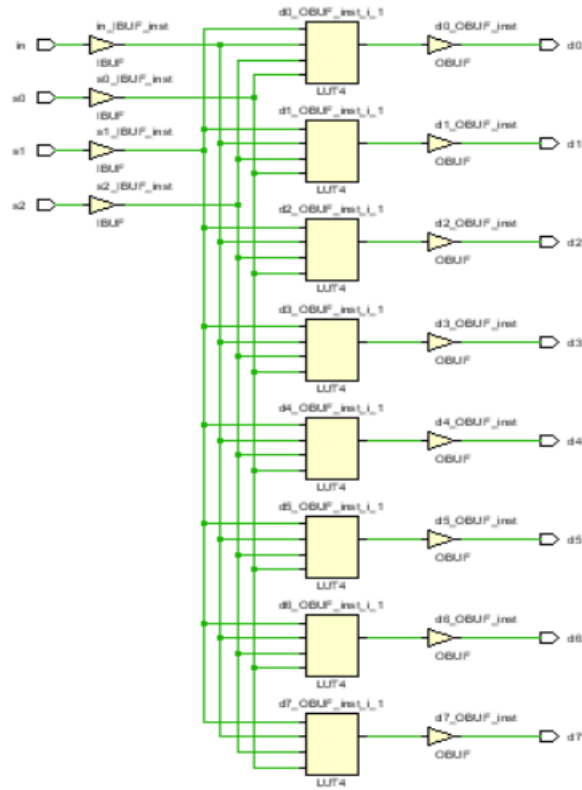 d0_OBUF_inst_i_1
in_IBUF_inst
d0_OBUF_inst
in
d0
IBUF
OBUF
s0_IBUF_inst
LUT4
s0
IBUF
d1_OBUF_inst_i_1
s1_IBUF_inst
d1_OBUF_inst
s1
d1
IBUF
OBUF
s2_IBUF_inst
LUT4
s2
IBUF
d2_OBUF_inst_i_1
d2_OBUF_inst
d2
OBUF
LUT4
d3_OBUF_inst_i_1
d3_OBUF_inst
d3
OBUF
LUT4
d4_OBUF_inst_i_1
d4_OBUF_inst
d4
OBUF
LUT4
d5_OBUF_inst_i_1
d5_OBUF_inst
d5
OBUF
LUT4
d6_OBUF_inst_i_1
d6_OBUF_inst
d6
OBUF
LUT4
d7_OBUF_inst_i_1
d7_OBUF_inst
d7
OBUF
LUT4